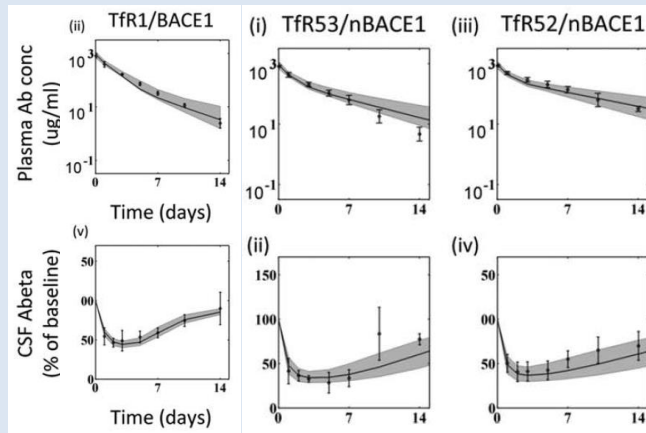 TfR1/BACE1
(ii)
Plasma Ab conc
(ug/ml)
10 3
10 1
10 -1
0 7 14
Time (days)
TfR53/nBACE1
(i)
10 3
10 1
10 -1
0 7 14
TfR52/nBACE1
(iii)
10 3
10 1
10 -1
0 7 14
(v)
CSF Abeta
(% of baseline)
50
00
50
0
0 7 14
Time (days)
(ii)
150
100
50
0
0 7 14
(iv)
50
00
50
0
0 7 14